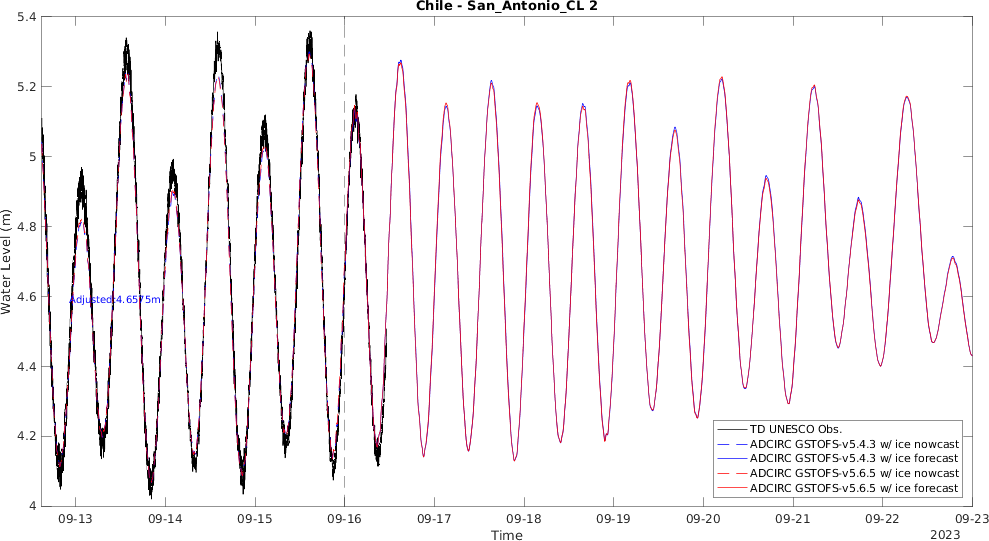 Chile - San_Antonio_CL 2
5.4
5.2
5
4.8
4.6
4.4
4.2
4
Water Level (m)
Adjusted:4.6575m
TD UNESCO Obs.
ADCIRC GSTOFS-v5.4.3 w/ ice nowcast
ADCIRC GSTOFS-v5.4.3 w/ ice forecast
ADCIRC GSTOFS-v5.6.5 w/ ice nowcast
ADCIRC GSTOFS-v5.6.5 w/ ice forecast
09-13 09-14 09-15 09-16 09-17 09-18 09-19 09-20 09-21 09-22 09-23
Time
2023